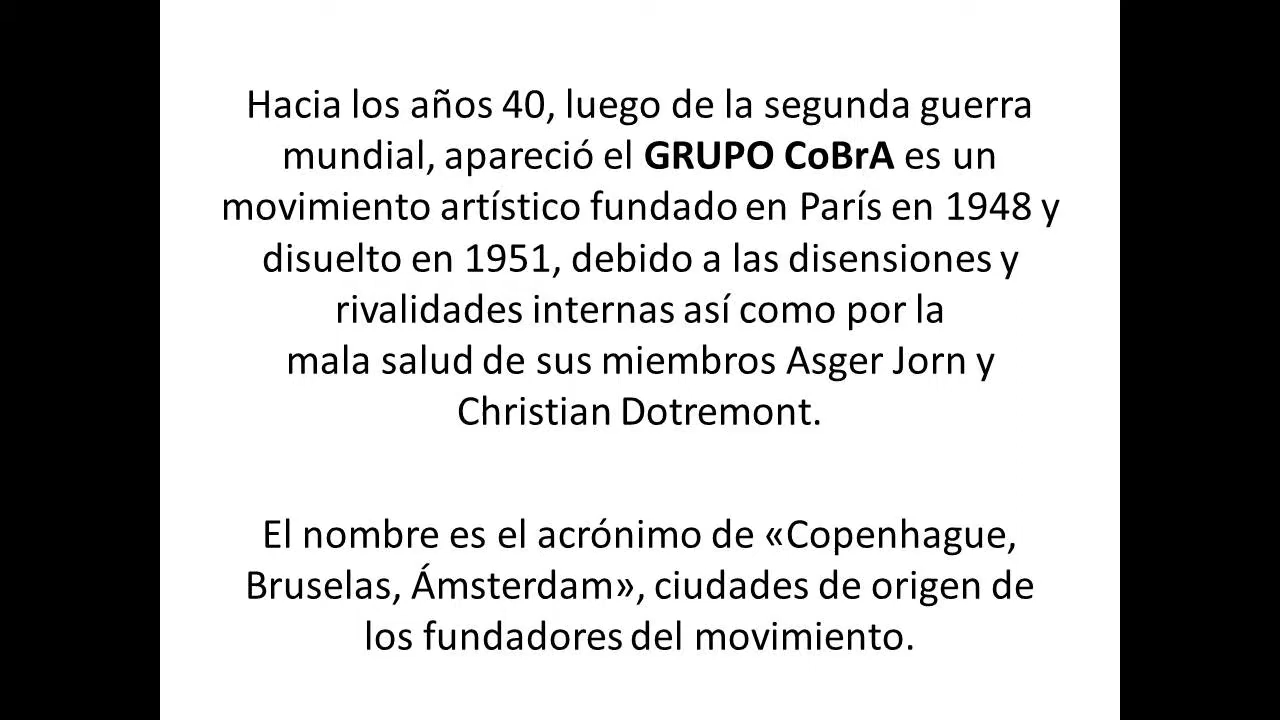 Hacia los años 40, luego de la segunda guerra
mundial, apareció el GRUPO CoBrA es un
movimiento artístico fundado en París en 1948 y
disuelto en 1951, debido a las disensiones y
rivalidades internas así como por la
mala salud de sus miembros Asger Jorn y
Christian Dotremont.
El nombre es el acrónimo de «Copenhague,
Bruselas, Ámsterdam», ciudades de origen de
los fundadores del movimiento.